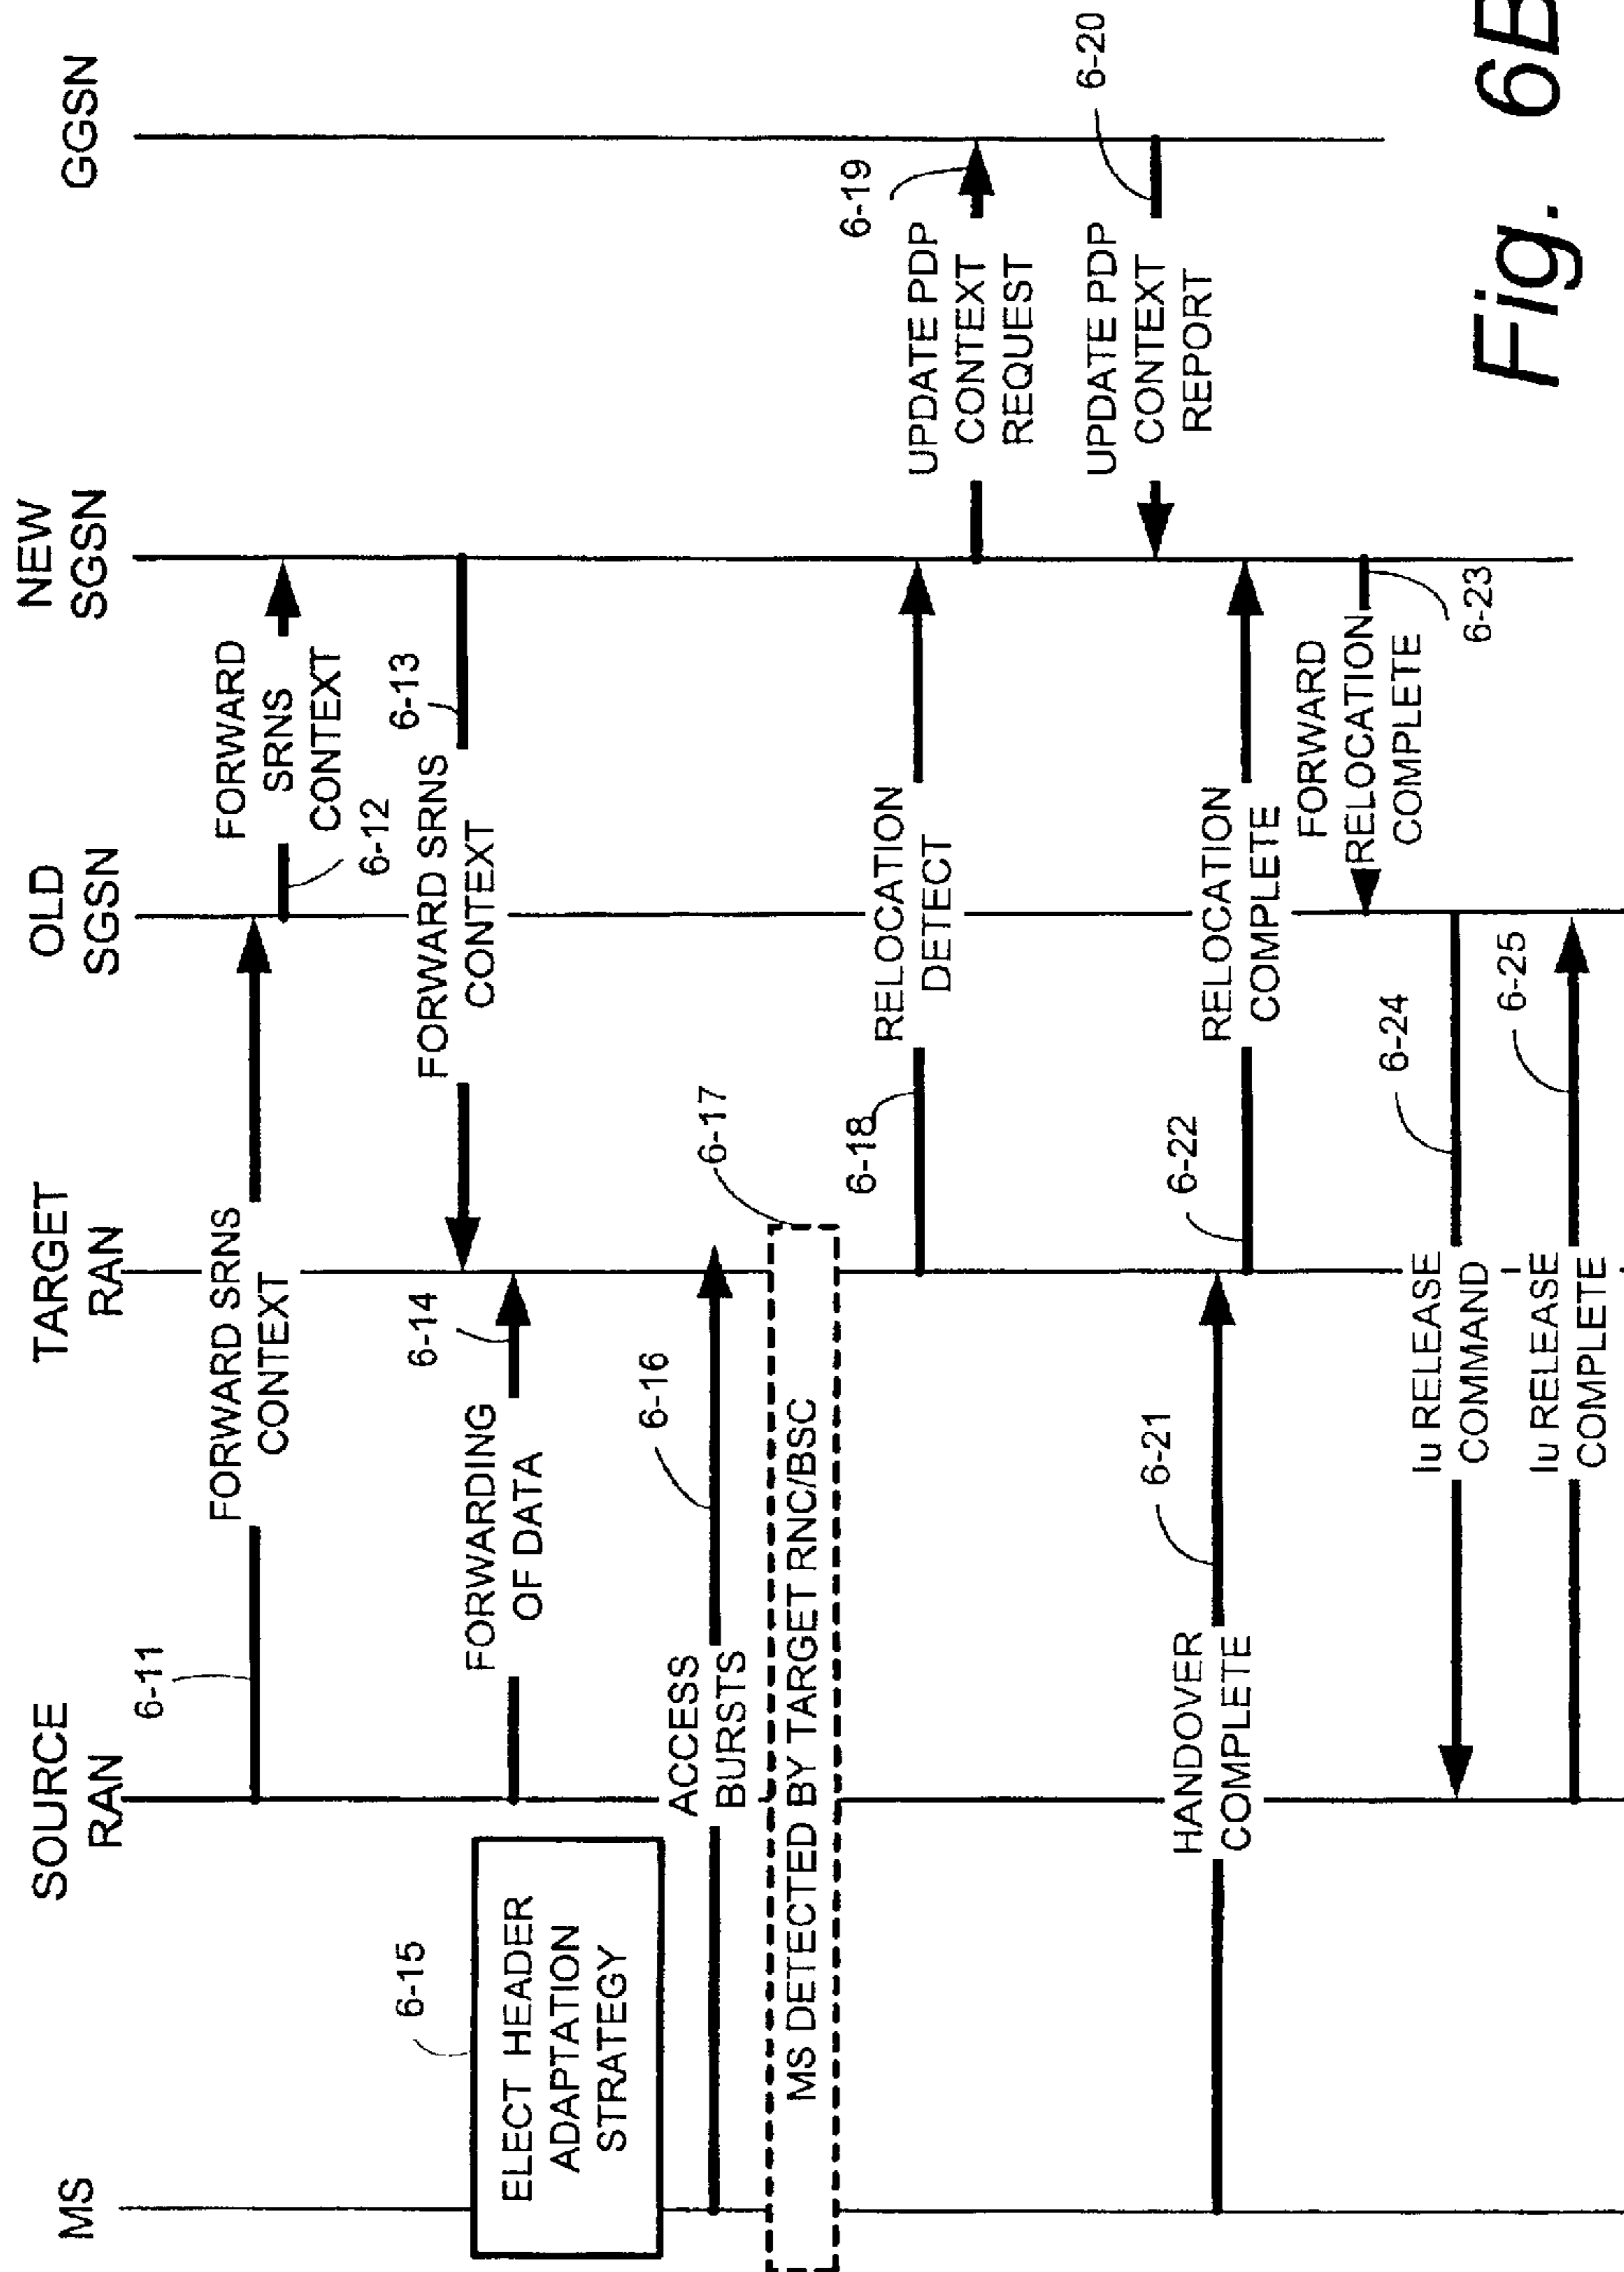 MS
SOURCE
RAN
TARGET
RAN
OLD
SGSN
NEW
SGSN
GGSN
6-11
FORWARD SRNS
CONTEXT
FORWARD
SRNS
CONTEXT
6-12
6-13
FORWARD SRNS
CONTEXT
6-14
FORWARDING
OF DATA
6-15
ELECT HEADER
ADAPTATION
STRATEGY
6-16
ACCESS
BURSTS
6-17
MS DETECTED BY TARGET RNC/BSC
6-18
RELOCATION
DETECT
6-19
UPDATE PDP
CONTEXT
REQUEST
6-20
UPDATE PDP
CONTEXT
REPORT
6-21
HANDOVER
COMPLETE
6-22
RELOCATION
COMPLETE
FORWARD
RELOCATION
COMPLETE
6-23
6-24
Iu RELEASE
COMMAND
6-25
Iu RELEASE
COMPLETE
Fig. 6B